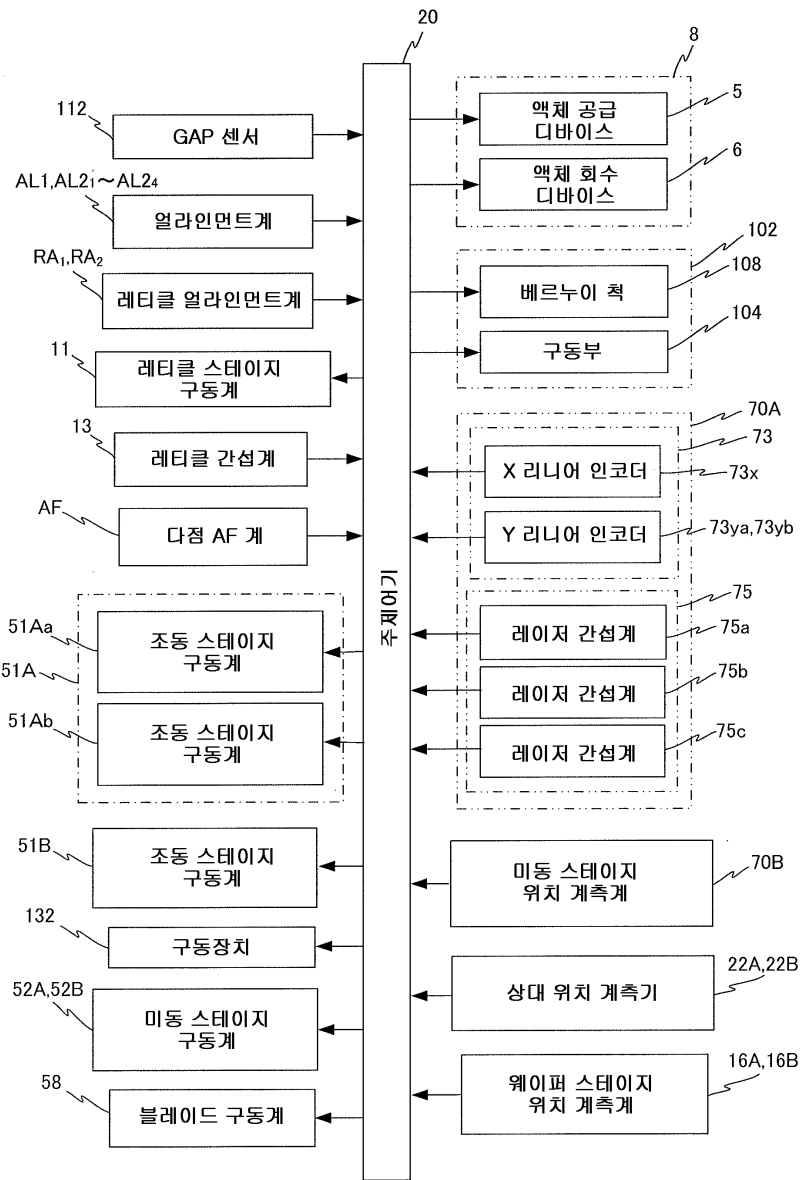 20
112
GAP 센서
AL1,AL2₁～AL2₄
얼라인먼트계
RA₁,RA₂
레티클 얼라인먼트계
11
레티클 스테이지
구동계
13
레티클 간섭계
AF
다점 AF 계
51A
51Aa
조동 스테이지
구동계
51Ab
조동 스테이지
구동계
51B
조동 스테이지
구동계
132
구동장치
52A,52B
미동 스테이지
구동계
58
블레이드 구동계
주제어기
8
5
액체 공급
디바이스
6
액체 회수
디바이스
102
108
베르누이 척
104
구동부
70A
73
X 리니어 인코더
73x
Y 리니어 인코더
73ya,73yb
75
레이저 간섭계
75a
레이저 간섭계
75b
레이저 간섭계
75c
미동 스테이지
위치 계측계
70B
상대 위치 계측기
22A,22B
웨이퍼 스테이지
위치 계측계
16A,16B